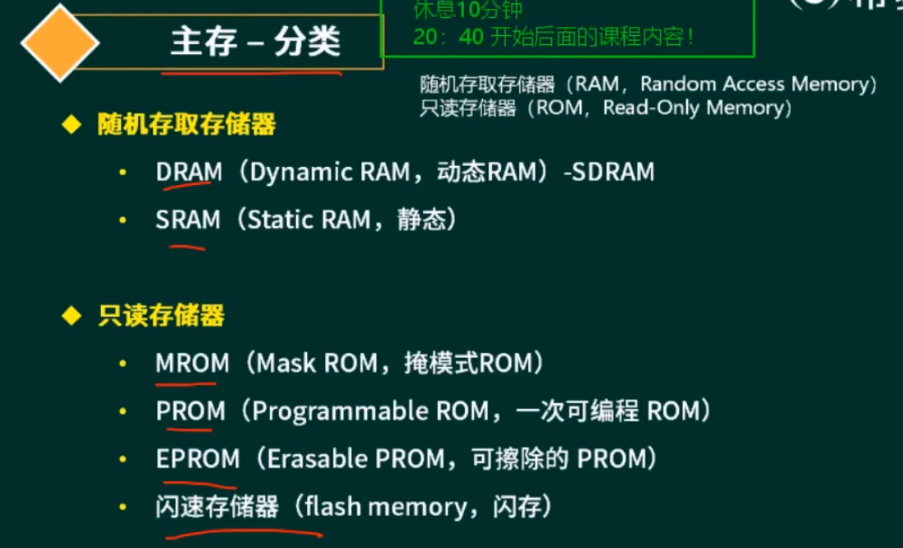 休息10分钟
20：40 开始后面的课程内容！
主存 – 分类
随机存取存储器（RAM，Random Access Memory）
只读存储器（ROM，Read-Only Memory）
随机存取存储器
DRAM（Dynamic RAM，动态RAM）-SDRAM
SRAM（Static RAM，静态）
只读存储器
MROM（Mask ROM，掩模式ROM）
PROM（Programmable ROM，一次可编程 ROM）
EPROM（Erasable PROM，可擦除的 PROM）
闪速存储器（flash memory，闪存）